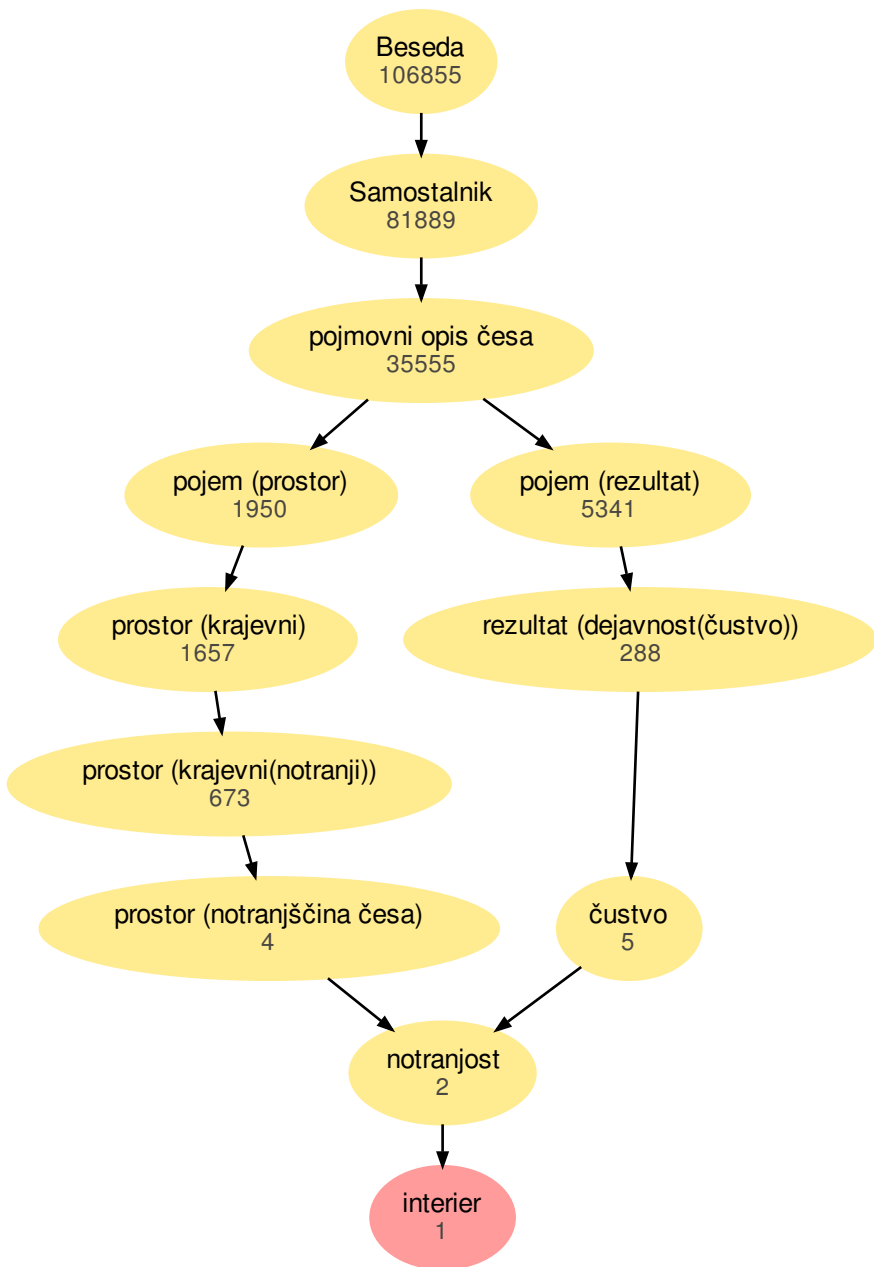 Beseda
106855
Samostalnik
81889
pojmovni opis česa
35555
pojem (prostor)
1950
pojem (rezultat)
5341
prostor (krajevni)
1657
rezultat (dejavnost(čustvo))
288
prostor (krajevni(notranji))
673
prostor (notranjščina česa)
4
čustvo
5
notranjost
2
interier
1